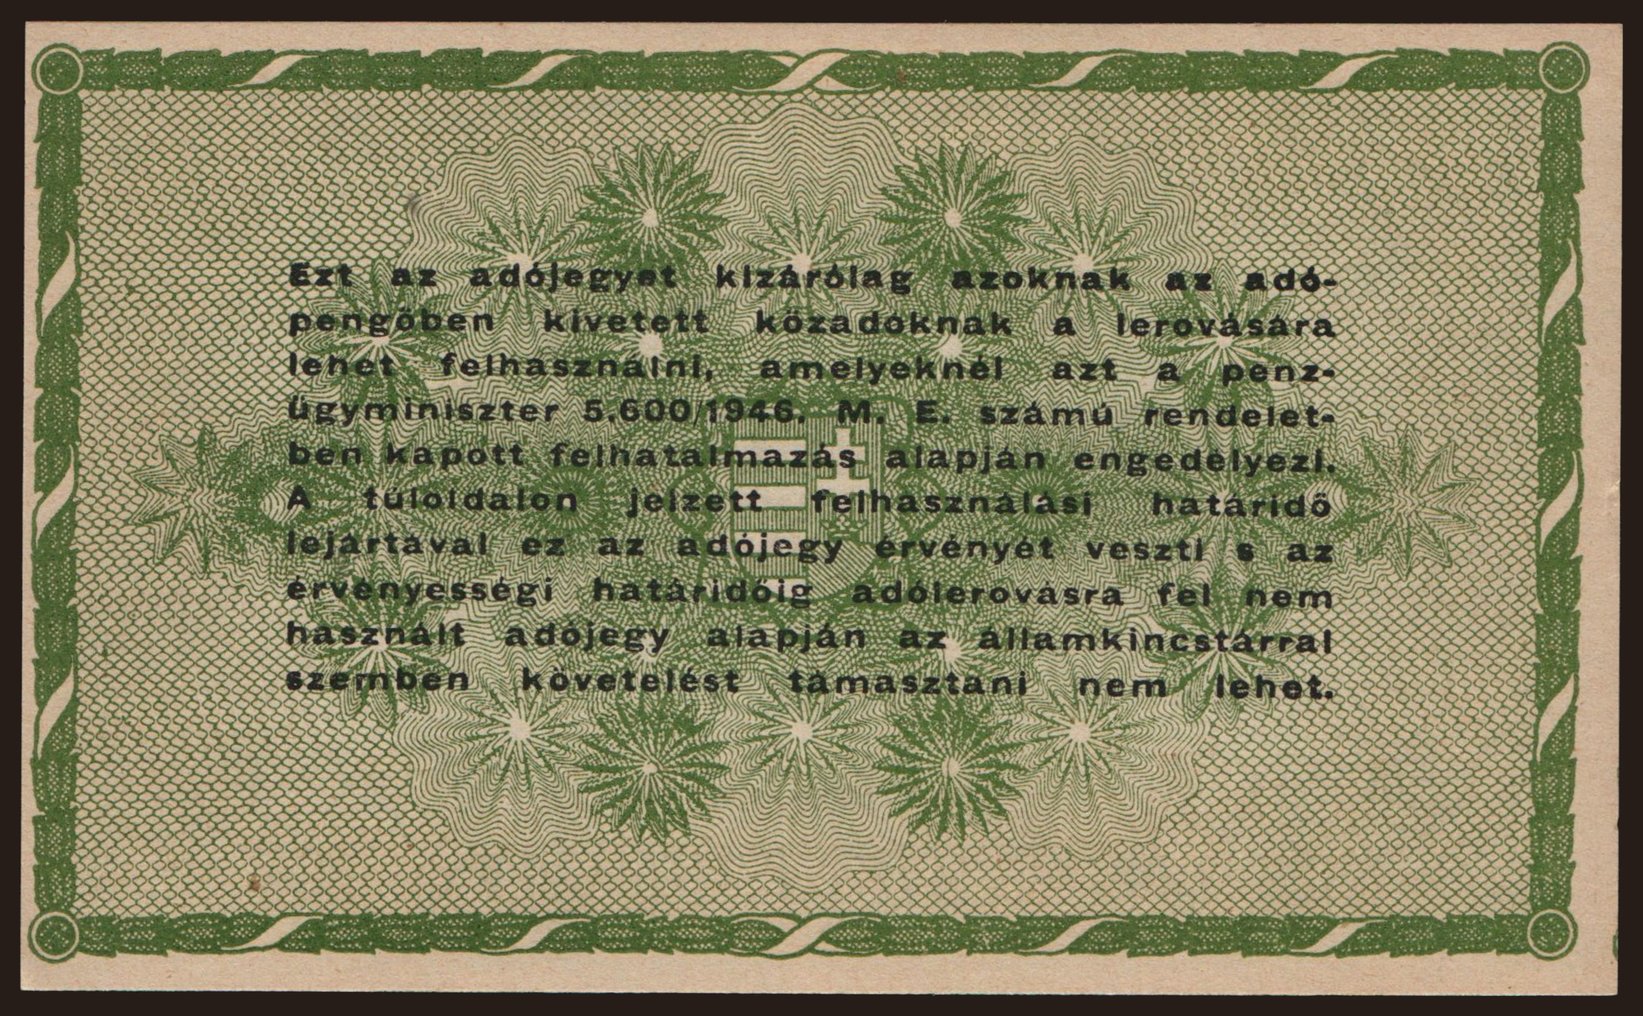 Ezt az adójegyet kizárólag azoknak az adó-
pengőben kivetett közadóknak a lerovására
lehet felhasználni, amelyeknél azt a pénz-
ügyminiszter 5.600/1946. M. E. számú rendelet-
ben kapott felhatalmazás alapján engedélyezi.
A túloldalon jelzett felhasználási határidő
lejártával ez az adójegy érvényét veszti s az
érvényességi határidőig adólerovásra fel nem
használt adójegy alapján az államkincstárral
szemben követelést támasztani nem lehet.